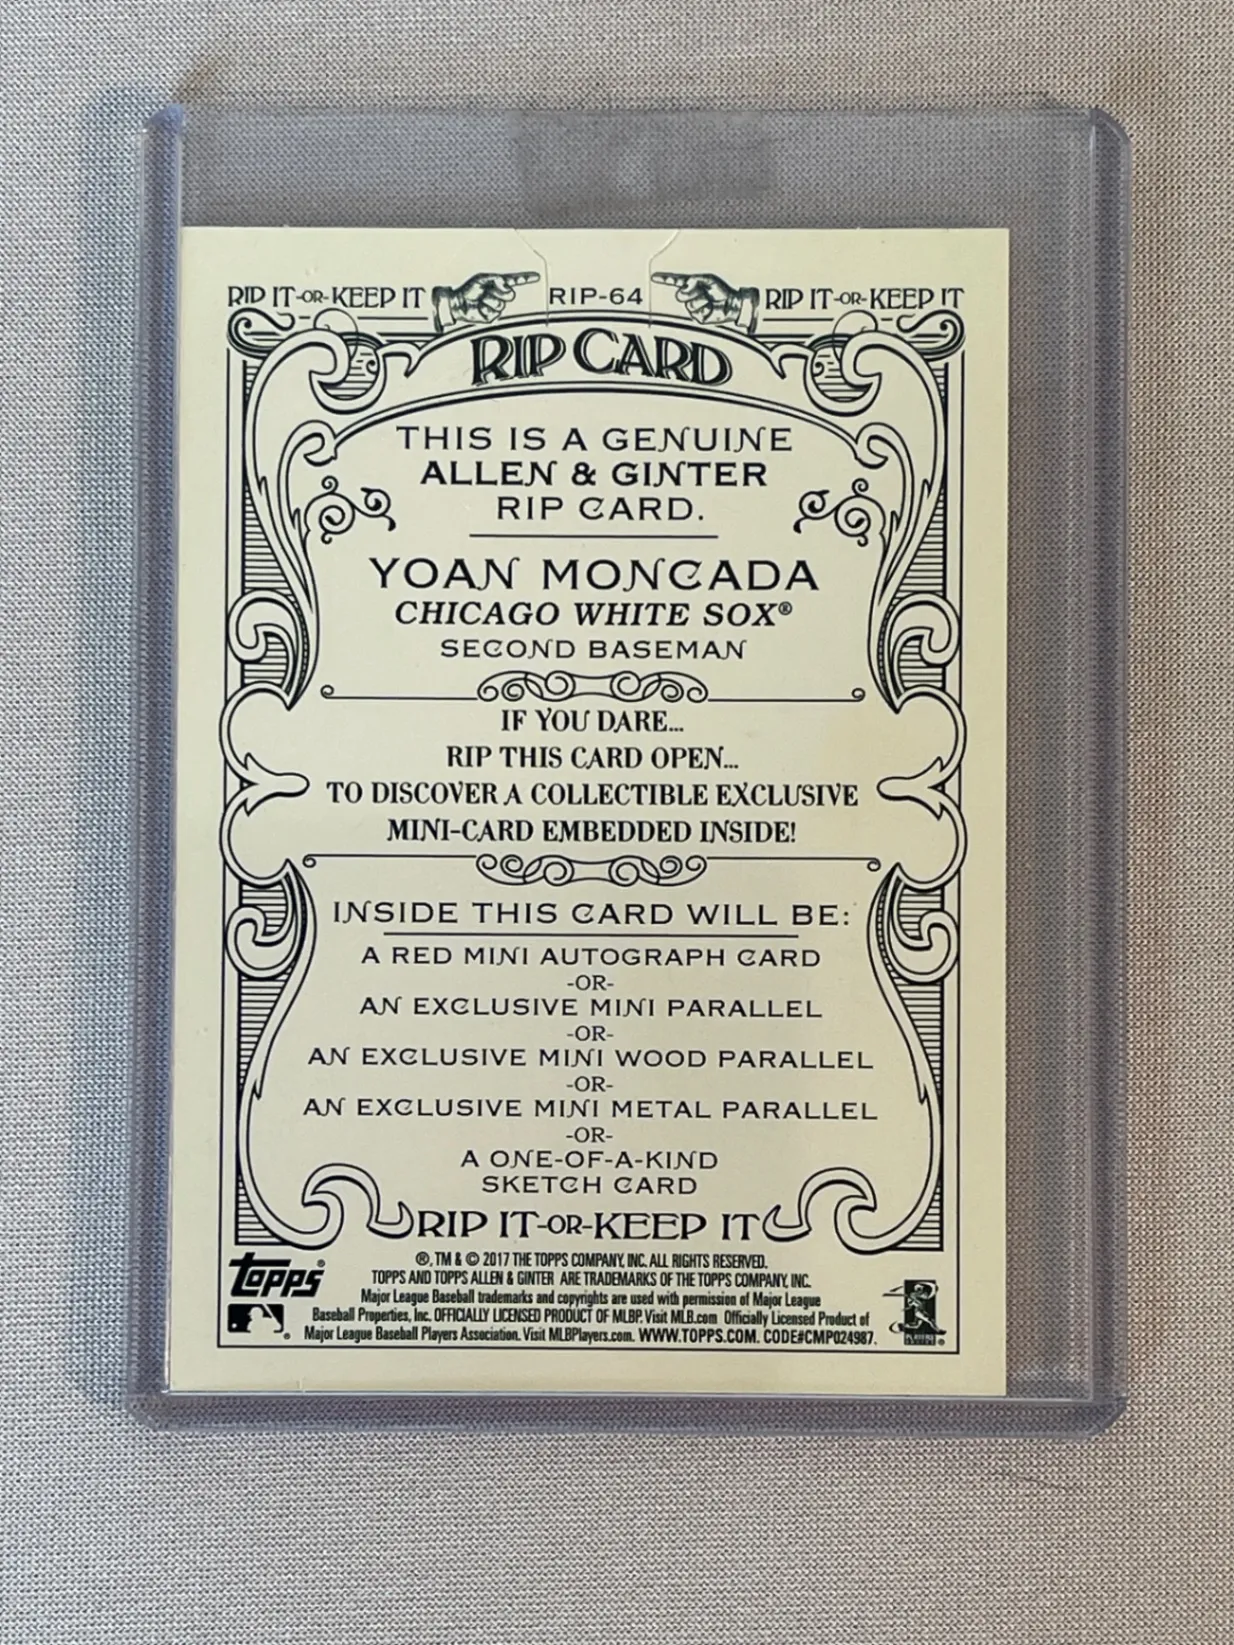 RIP IT-OR-KEEP IT RIP-64 RIP IT-OR-KEEP IT
RIP CARD
THIS IS A GENUINE
ALLEN & GINTER
RIP CARD.
YOAN MONCADA
CHICAGO WHITE SOX®
SECOND BASEMAN
IF YOU DARE...
RIP THIS CARD OPEN...
TO DISCOVER A COLLECTIBLE EXCLUSIVE
MINI-CARD EMBEDDED INSIDE!
INSIDE THIS CARD WILL BE:
A RED MINI AUTOGRAPH CARD
-OR-
AN EXCLUSIVE MINI PARALLEL
-OR-
AN EXCLUSIVE MINI WOOD PARALLEL
-OR-
AN EXCLUSIVE MINI METAL PARALLEL
-OR-
A ONE-OF-A-KIND
SKETCH CARD
RIP IT-OR-KEEP IT
topps®
®, TM & © 2017 THE TOPPS COMPANY, INC. ALL RIGHTS RESERVED.
TOPPS AND TOPPS ALLEN & GINTER ARE TRADEMARKS OF THE TOPPS COMPANY, INC.
Major League Baseball trademarks and copyrights are used with permission of Major League
Baseball Properties, Inc. OFFICIALLY LICENSED PRODUCT OF MLBP. Visit MLB.com Officially Licensed Product of
Major League Baseball Players Association. Visit MLBPlayers.com. WWW.TOPPS.COM. CODE#CMP024987.
PLAYERS